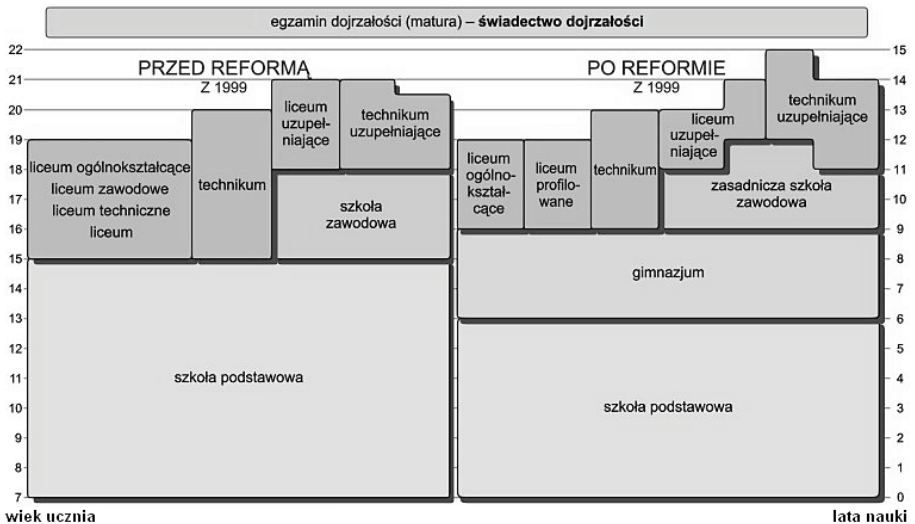 egzamin dojrzałości (matura) – świadectwo dojrzałości
PRZED REFORMĄ
Z 1999
PO REFORMIE
Z 1999
22
21
20
19
18
17
16
15
14
13
12
11
10
9
8
7
liceum ogólnokształcące
liceum zawodowe
liceum techniczne
liceum
technikum
liceum
uzupeł-
niające
technikum
uzupełniające
szkoła
zawodowa
szkoła podstawowa
liceum
ogólno-
kształ-
cące
liceum
profilo-
wane
technikum
liceum
uzupeł-
niające
technikum
uzupełniające
zasadnicza szkoła
zawodowa
gimnazjum
szkoła podstawowa
15
14
13
12
11
10
9
8
7
6
5
4
3
2
1
0
wiek ucznia
lata nauki